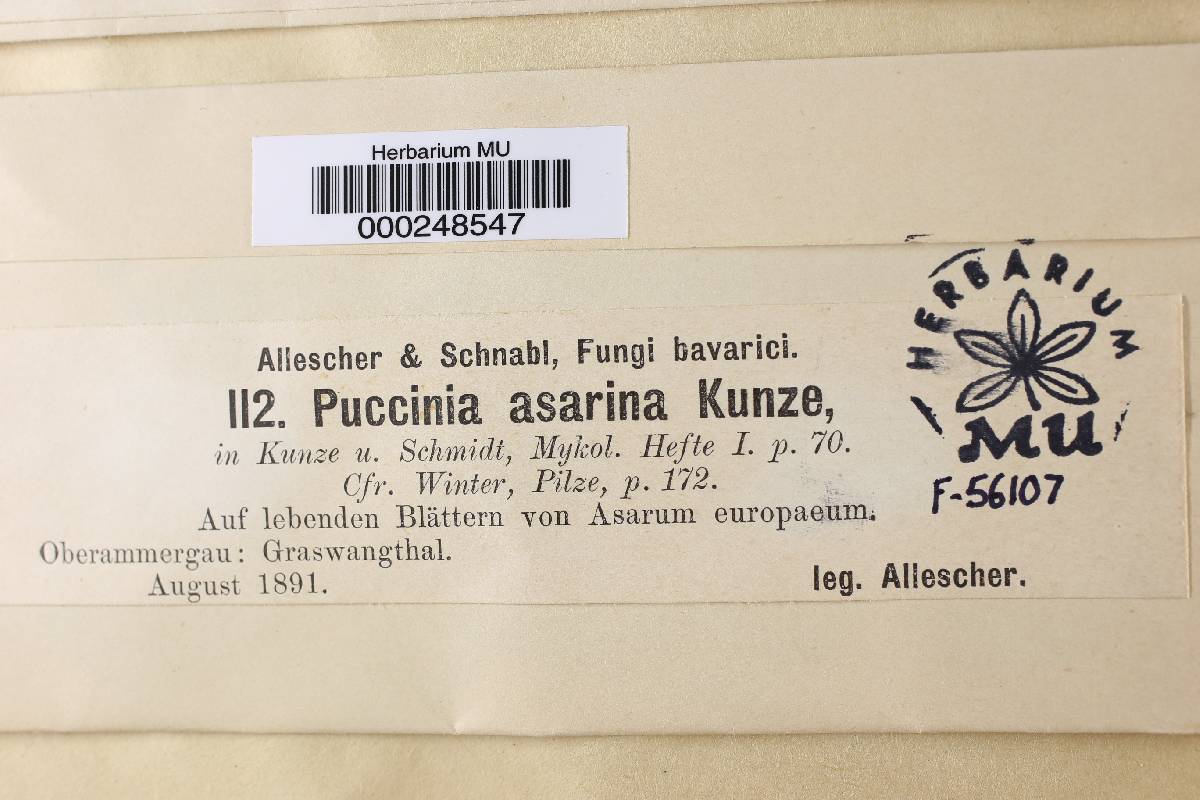 Herbarium MU
000248547
HERBARIUM
MU
F-56107
Allescher & Schnabl, Fungi bavarici.
112. Puccinia asarina Kunze,
in Kunze u. Schmidt, Mykol. Hefte I. p. 70.
Cfr. Winter, Pilze, p. 172.
Auf lebenden Blättern von Asarum europaeum.
Oberammergau: Graswangthal.
August 1891.
leg. Allescher.